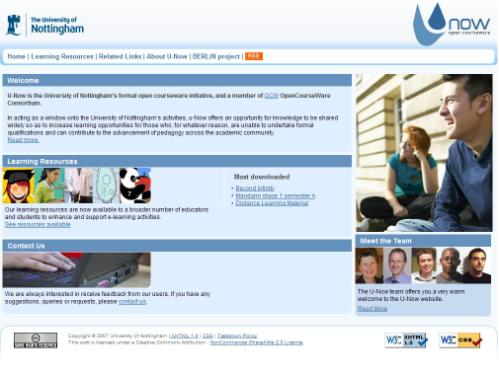 The University of
Nottingham
now
open courseware
Home | Learning Resources | Related Links | About U-Now | BERLIN project | RSS
Welcome
U-Now is the University of Nottingham's formal open courseware initiative, and a member of OCW OpenCourseWare
Consortium.
In acting as a window onto the University of Nottingham's activities, u-Now offers an opportunity for knowledge to be shared
widely so as to increase learning opportunities for those who, for whatever reason, are unable to undertake formal
qualifications and can contribute to the advancement of pedagogy across the academic community.
Read more
Learning Resources
Our learning resources are now available to a broader number of educators
and students to enhance and support e-learning activities.
See resources available
Most downloaded
Beyond infinity
Mandarin stage 1 semester A
Distance Learning Material
Contact Us
We are always interested in receive feedback from our users. If you have any
suggestions, queries or requests, please contact us.
Meet the Team
The U-Now team offers you a very warm
welcome to the U-Now website.
Read More
SOME RIGHTS RESERVED
Copyright © 2007 University of Nottingham | XHTML 1.0 | CSS | Takedown Policy
This work is licensed under a Creative Commons Attribution - NonCommercial-ShareAlike 2.0 License
W3C XHTML 1.0
W3C css